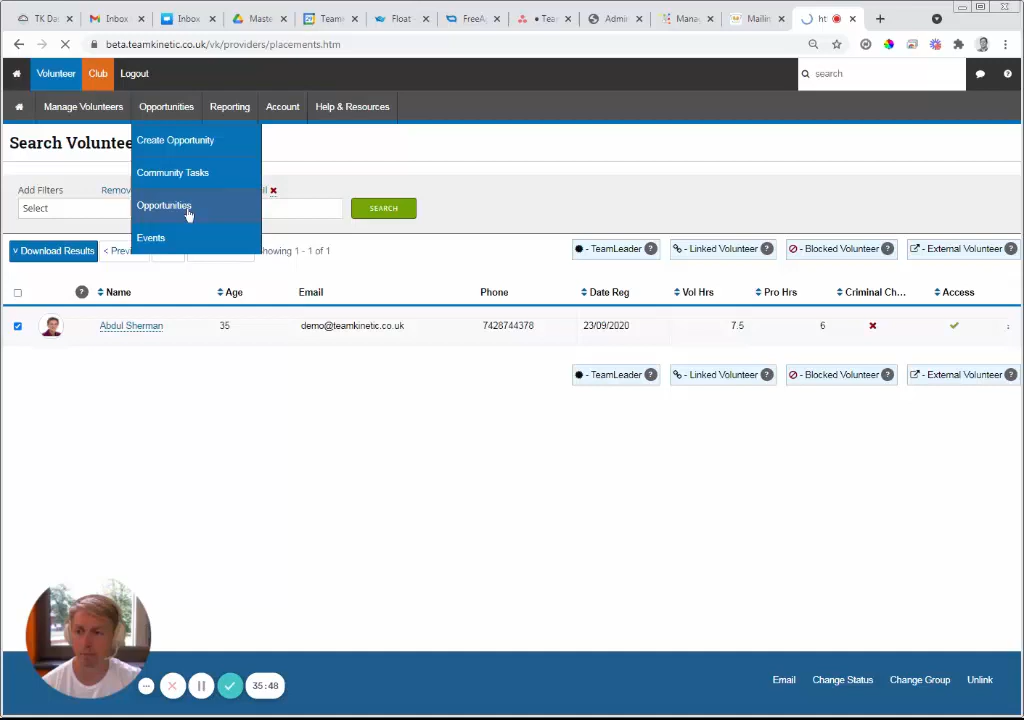 TK Da
Inbox
Inbox
Maste
Team
Float
FreeA
Tea
Admi
Mana
Mailin
ht
beta.teamkinetic.co.uk/vk/providers/placements.htm
Volunteer
Club
Logout
search
Manage Volunteers
Opportunities
Reporting
Account
Help & Resources
Search Voluntee
Create Opportunity
Community Tasks
Opportunities
Events
Add Filters
Remov
il
Select
SEARCH
˅ Download Results
< Previ
howing 1 - 1 of 1
- TeamLeader ?
- Linked Volunteer ?
- Blocked Volunteer ?
- External Volunteer ?
? Name
Age
Email
Phone
Date Reg
Vol Hrs
Pro Hrs
Criminal Ch...
Access
Abdul Sherman
35
demo@teamkinetic.co.uk
7428744378
23/09/2020
7.5
6
- TeamLeader ?
- Linked Volunteer ?
- Blocked Volunteer ?
- External Volunteer ?
35:48
Email
Change Status
Change Group
Unlink